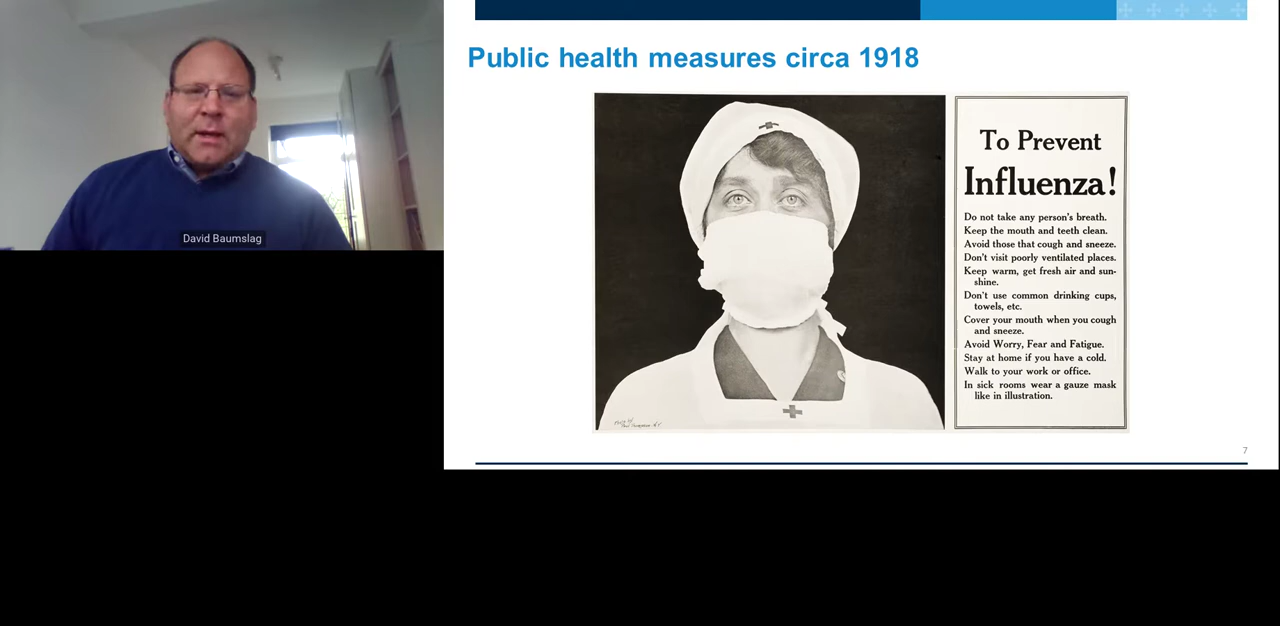 David Baumslag
Public health measures circa 1918
To Prevent
Influenza!
Do not take any person's breath.
Keep the mouth and teeth clean.
Avoid those that cough and sneeze.
Don't visit poorly ventilated places.
Keep warm, get fresh air and sun-
shine.
Don't use common drinking cups,
towels, etc.
Cover your mouth when you cough
and sneeze.
Avoid Worry, Fear and Fatigue.
Stay at home if you have a cold.
Walk to your work or office.
In sick rooms wear a gauze mask
like in illustration.
7